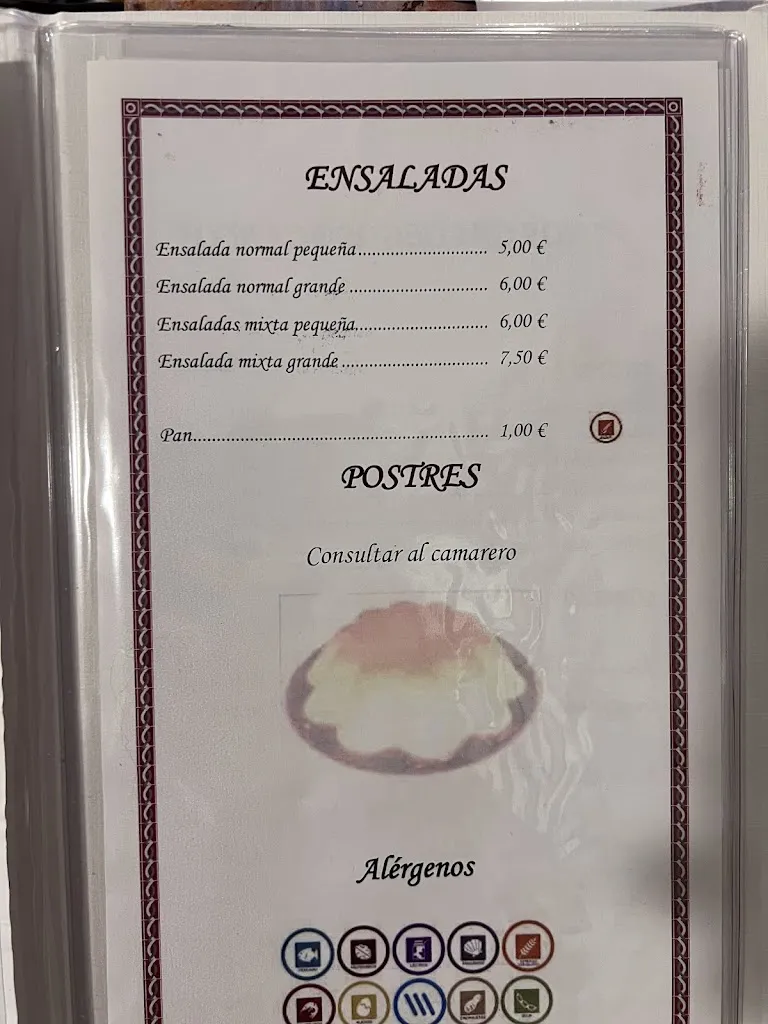 ENSALADAS
Ensalada normal pequeña............................ 5,00 €
Ensalada normal grande .............................. 6,00 €
Ensaladas mixta pequeña............................. 6,00 €
Ensalada mixta grande ............................... 7,50 €
Pan............................................................... 1,00 €
POSTRES
Consultar al camarero
Alérgenos